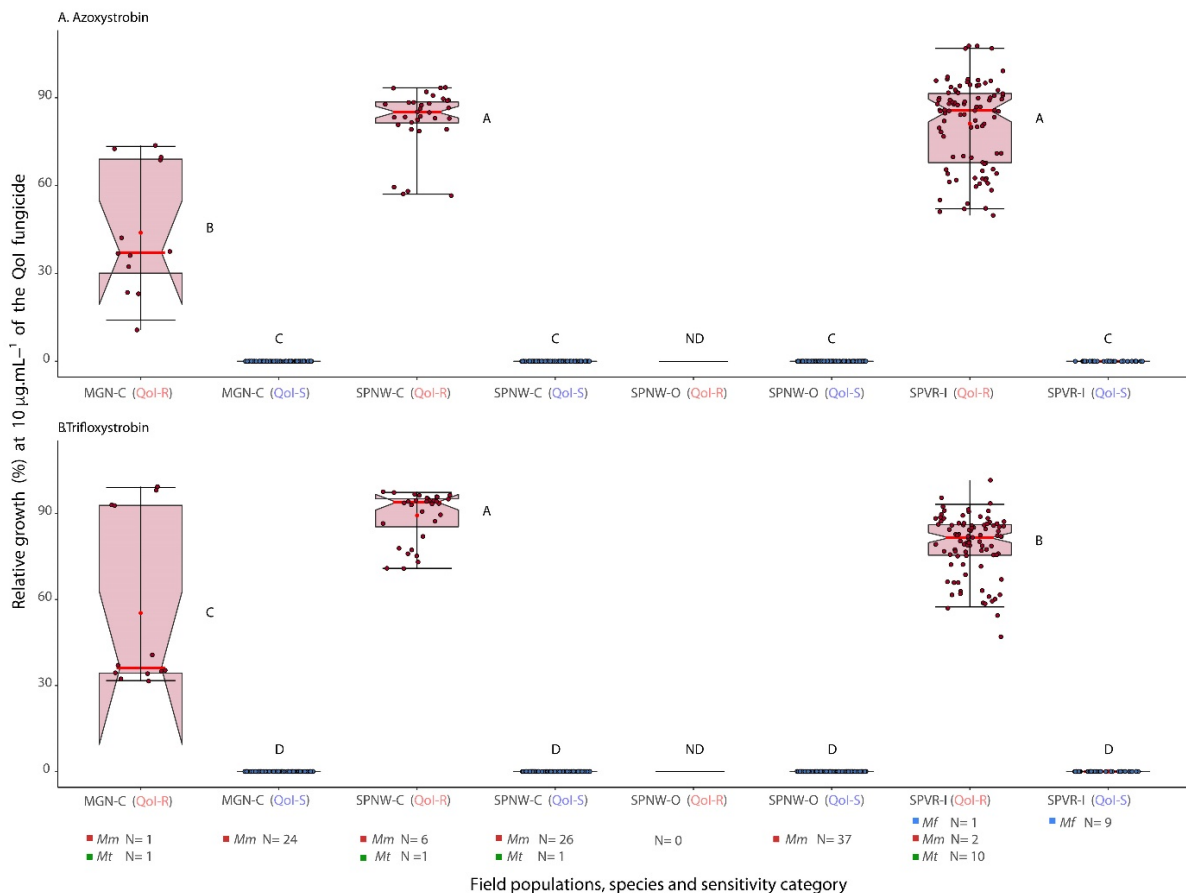 A. Azoxystrobin
Relative growth (%) at 10 µg.mL−1 of the QoI fungicide
90
60
30
0
B
C
A
C
ND
C
A
C
MGN-C (QoI-R) MGN-C (QoI-S) SPNW-C (QoI-R) SPNW-C (QoI-S) SPNW-O (QoI-R) SPNW-O (QoI-S) SPVR-I (QoI-R) SPVR-I (QoI-S)
B.Trifloxystrobin
90
60
30
0
C
D
A
D
ND
D
B
D
MGN-C (QoI-R) MGN-C (QoI-S) SPNW-C (QoI-R) SPNW-C (QoI-S) SPNW-O (QoI-R) SPNW-O (QoI-S) SPVR-I (QoI-R) SPVR-I (QoI-S)
Mm N= 1
Mt N= 1
Mm N= 24
Mm N= 6
Mt N =1
Mm N= 26
Mt N= 1
N= 0
Mm N= 37
Mf N= 1
Mm N= 2
Mt N= 10
Mf N= 9
Field populations, species and sensitivity category